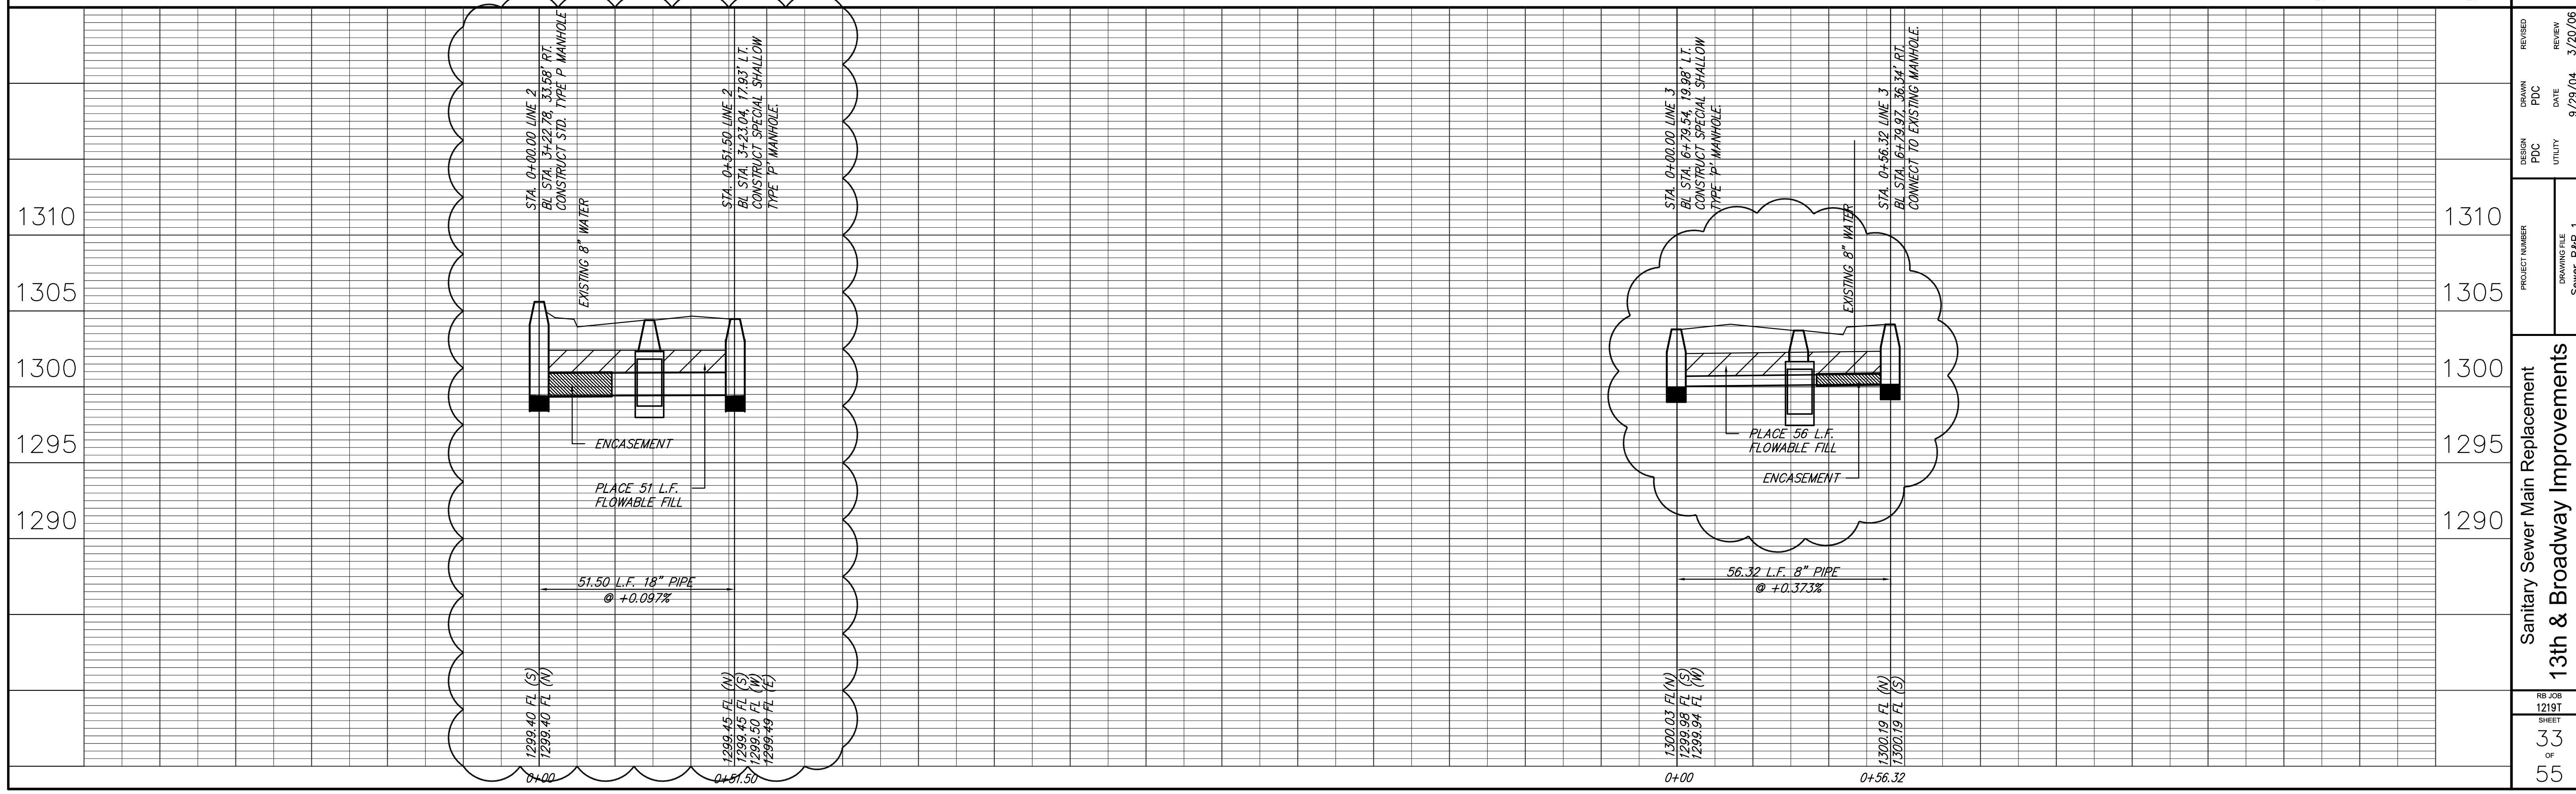 STA. 0+00.00 LINE 2
BL STA. 3+22.78, 33.58' RT.
CONSTRUCT STD. TYPE P MANHOLE
STA. 0+51.50 LINE 2
BL STA. 3+23.04, 17.93' LT.
CONSTRUCT SPECIAL SHALLOW
TYPE 'P' MANHOLE.
EXISTING 8" WATER
STA. 0+00.00 LINE 3
BL STA. 6+79.54, 19.98' LT.
CONSTRUCT SPECIAL SHALLOW
TYPE 'P' MANHOLE.
EXISTING 8" WATER
STA. 0+56.32 LINE 3
BL STA. 6+79.97, 36.34' RT.
CONNECT TO EXISTING MANHOLE.
1310
1305
1300
1295
1290
1310
1305
1300
1295
1290
ENCASEMENT
PLACE 51 L.F.
FLOWABLE FILL
PLACE 56 L.F.
FLOWABLE FILL
ENCASEMENT
51.50 L.F. 18" PIPE
@ +0.097%
56.32 L.F. 8" PIPE
@ +0.373%
1299.40 FL (S)
1299.40 FL (N)
1299.45 FL (N)
1299.45 FL (S)
1299.50 FL (W)
1299.49 FL (E)
1300.03 FL(N)
1299.98 FL (S)
1299.94 FL (W)
1300.19 FL (N)
1300.19 FL (S)
0+00
0+51.50
0+00
0+56.32
REVISED
REVIEW
3/20/06
DRAWN
PDC
DATE
9/29/04
DESIGN
PDC
UTILITY
PROJECT NUMBER
DRAWING FILE
Sanitary Sewer Main Replacement
13th & Broadway Improvements
RB JOB
1219T
SHEET
33
OF
55